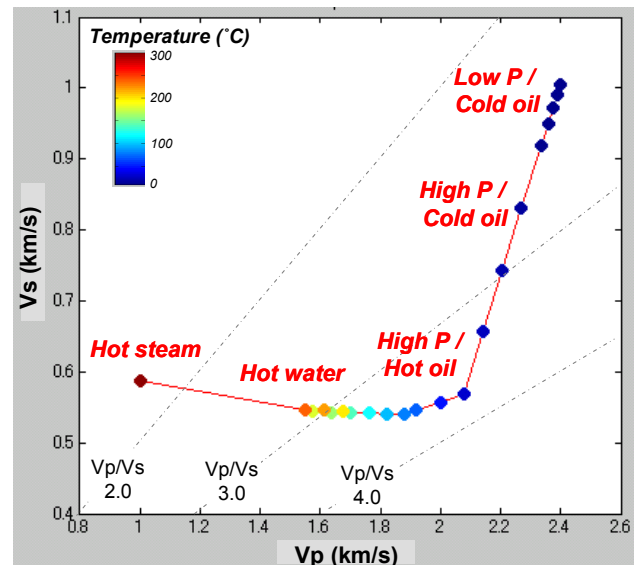 1.1
1
0.9
0.8
0.7
0.6
0.5
0.4
Vs (km/s)
Temperature (˚C)
300
200
100
0
Low P /
Cold oil
High P /
Cold oil
High P /
Hot oil
Hot steam
Hot water
Vp/Vs
2.0
Vp/Vs
3.0
Vp/Vs
4.0
0.8
1
1.2
1.4
1.6
1.8
2
2.2
2.4
2.6
Vp (km/s)